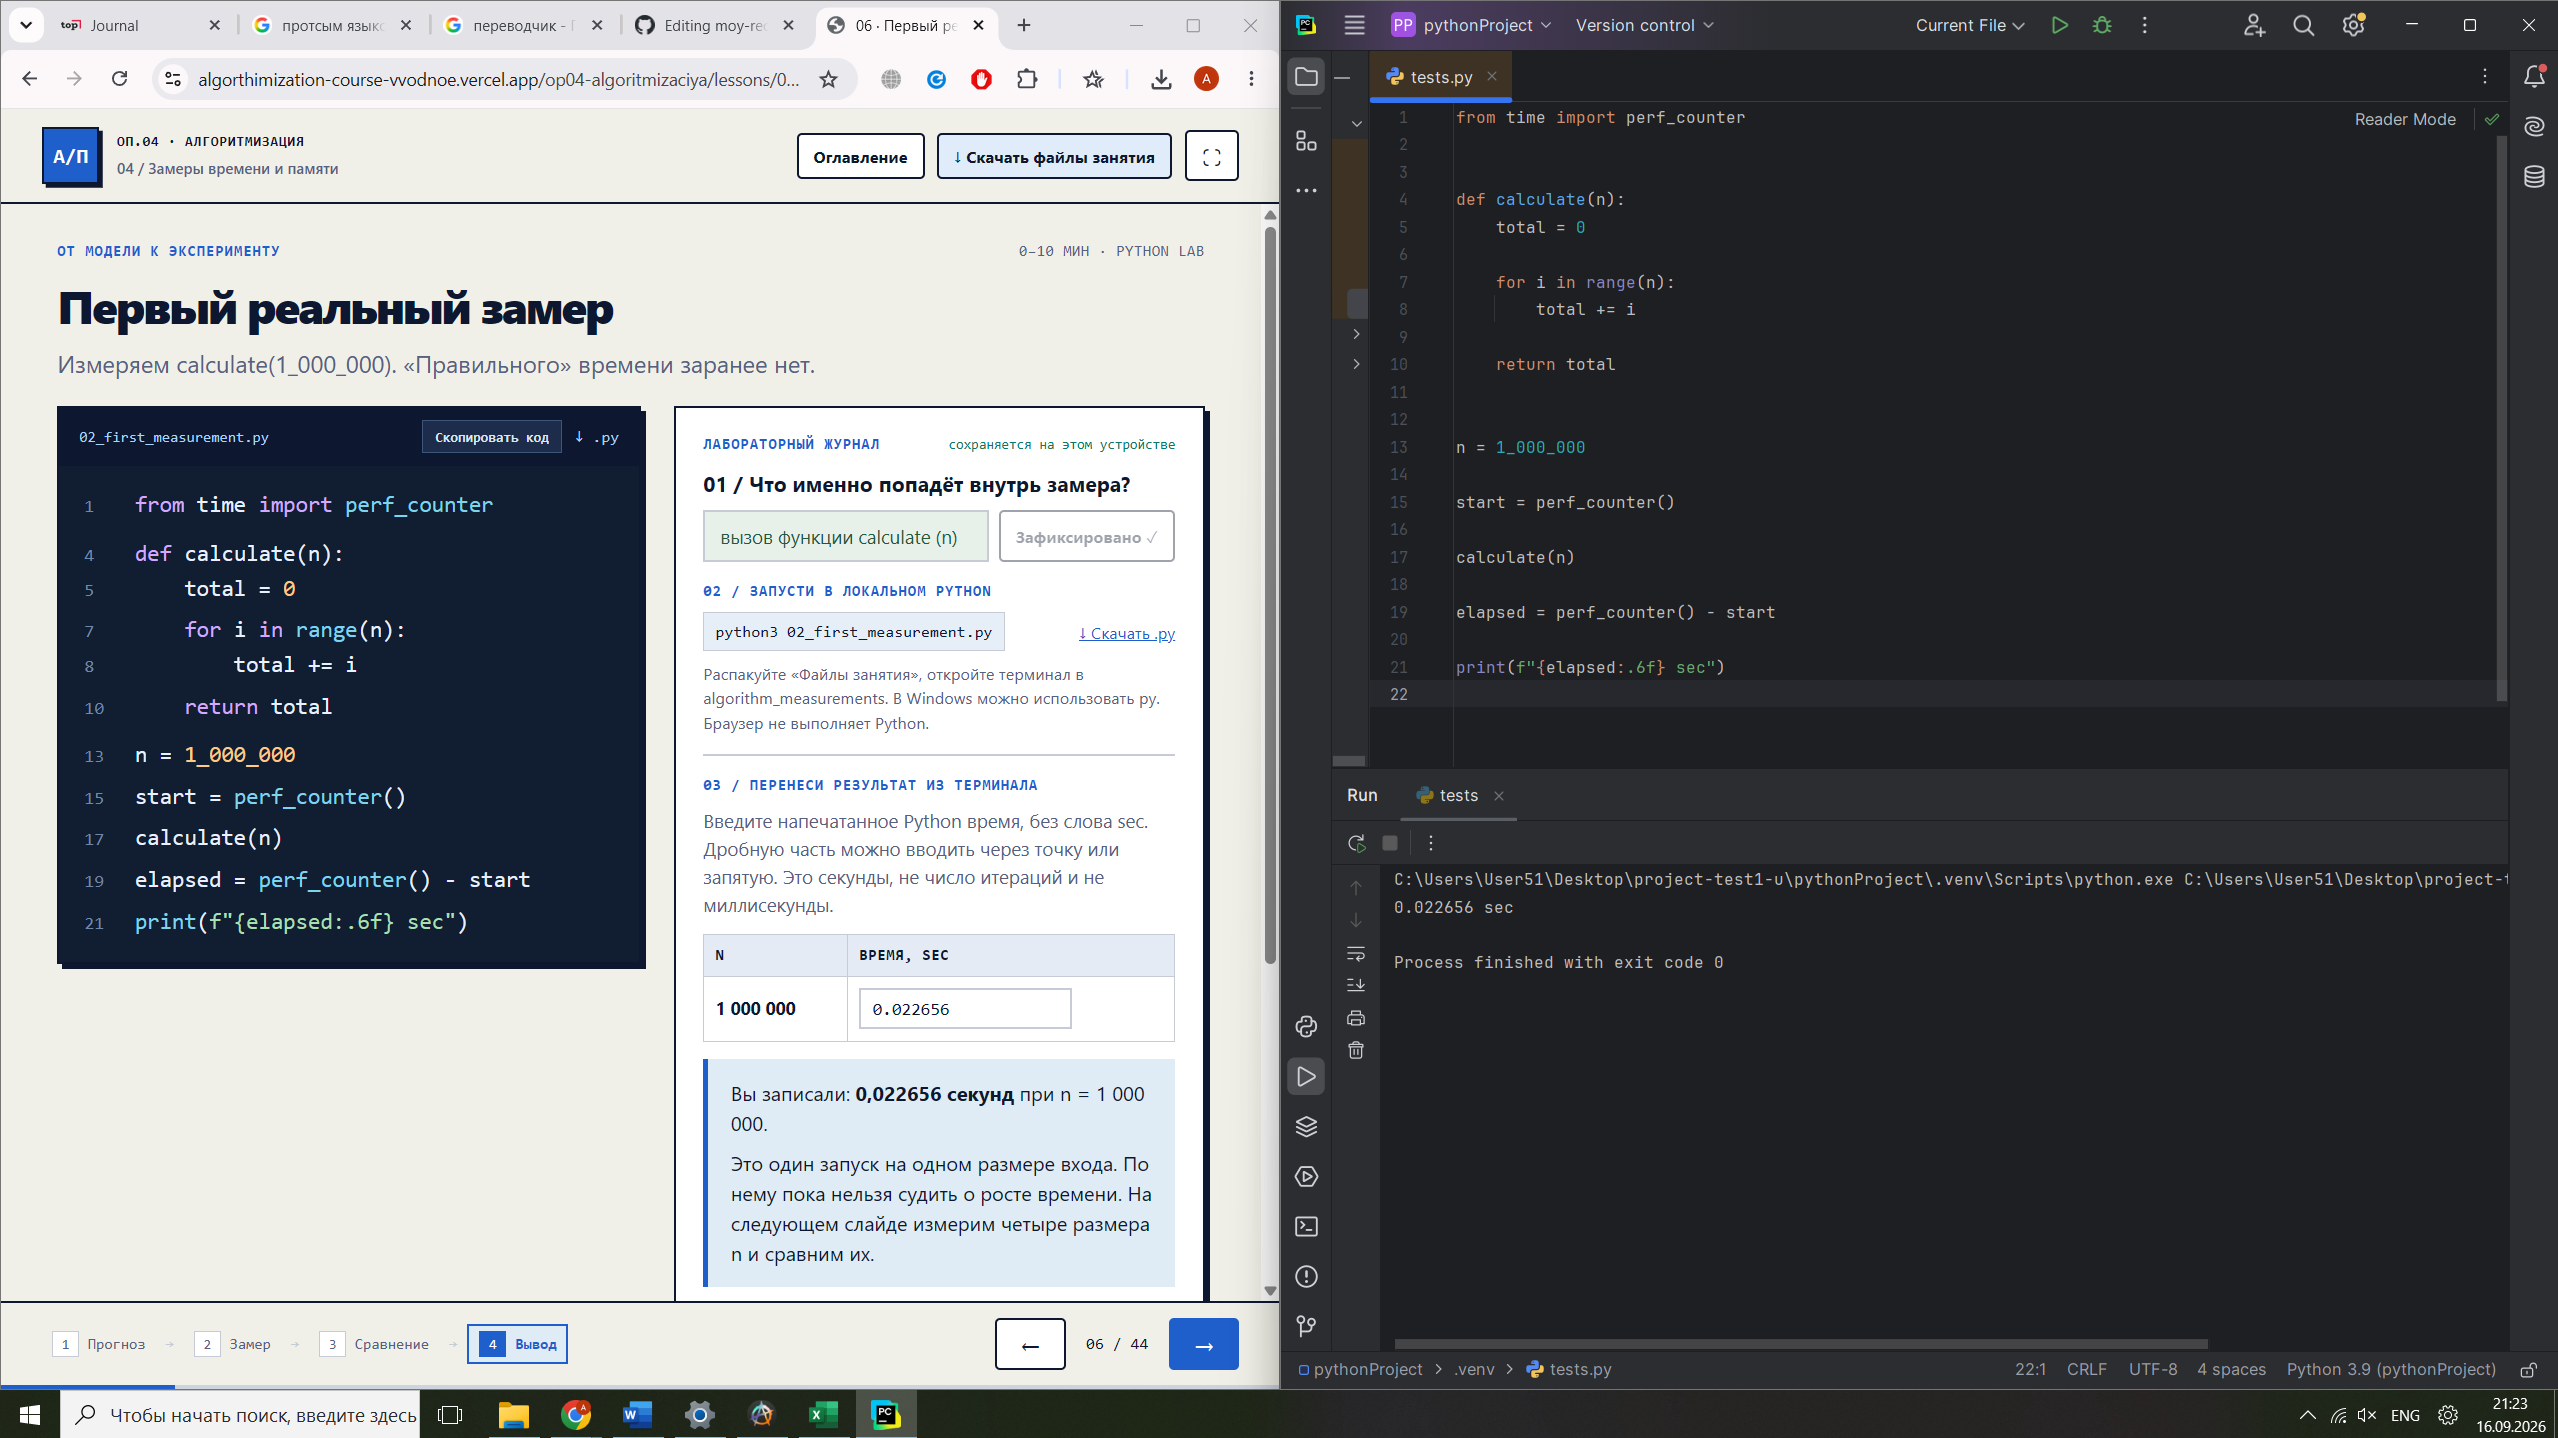 Journal
протсым языко
переводчик - П
Editing moy-rec
06 · Первый ре
algorthimization-course-vvodnoe.vercel.app/op04-algoritmizaciya/lessons/0...
A
А/П
ОП.04 · АЛГОРИТМИЗАЦИЯ
04 / Замеры времени и памяти
Оглавление
↓ Скачать файлы занятия
ОТ МОДЕЛИ К ЭКСПЕРИМЕНТУ
0–10 МИН · PYTHON LAB
Первый реальный замер
Измеряем calculate(1_000_000). «Правильного» времени заранее нет.
02_first_measurement.py
Скопировать код
↓ .py
1 from time import perf_counter
4 def calculate(n):
5 total = 0
7 for i in range(n):
8 total += i
10 return total
13 n = 1_000_000
15 start = perf_counter()
17 calculate(n)
19 elapsed = perf_counter() - start
21 print(f"{elapsed:.6f} sec")
ЛАБОРАТОРНЫЙ ЖУРНАЛ
сохраняется на этом устройстве
01 / Что именно попадёт внутрь замера?
вызов функции calculate (n)
Зафиксировано ✓
02 / ЗАПУСТИ В ЛОКАЛЬНОМ PYTHON
python3 02_first_measurement.py
↓ Скачать .py
Распакуйте «Файлы занятия», откройте терминал в
algorithm_measurements. В Windows можно использовать py.
Браузер не выполняет Python.
03 / ПЕРЕНЕСИ РЕЗУЛЬТАТ ИЗ ТЕРМИНАЛА
Введите напечатанное Python время, без слова sec.
Дробную часть можно вводить через точку или
запятую. Это секунды, не число итераций и не
миллисекунды.
N ВРЕМЯ, SEC
1 000 000 0.022656
Вы записали: 0,022656 секунд при n = 1 000
000.
Это один запуск на одном размере входа. По
нему пока нельзя судить о росте времени. На
следующем слайде измерим четыре размера
n и сравним их.
1 Прогноз → 2 Замер → 3 Сравнение → 4 Вывод
← 06 / 44 →
PC
PP pythonProject
Version control
Current File
tests.py
Reader Mode
1 from time import perf_counter
2
3
4 def calculate(n):
5 total = 0
6
7 for i in range(n):
8 total += i
9
10 return total
11
12
13 n = 1_000_000
14
15 start = perf_counter()
16
17 calculate(n)
18
19 elapsed = perf_counter() - start
20
21 print(f"{elapsed:.6f} sec")
22
Run
tests
C:\Users\User51\Desktop\project-test1-u\pythonProject\.venv\Scripts\python.exe C:\Users\User51\Desktop\project-t
0.022656 sec
Process finished with exit code 0
pythonProject > .venv > tests.py
22:1 CRLF UTF-8 4 spaces Python 3.9 (pythonProject)
Чтобы начать поиск, введите здесь
ENG
21:23
16.09.2026